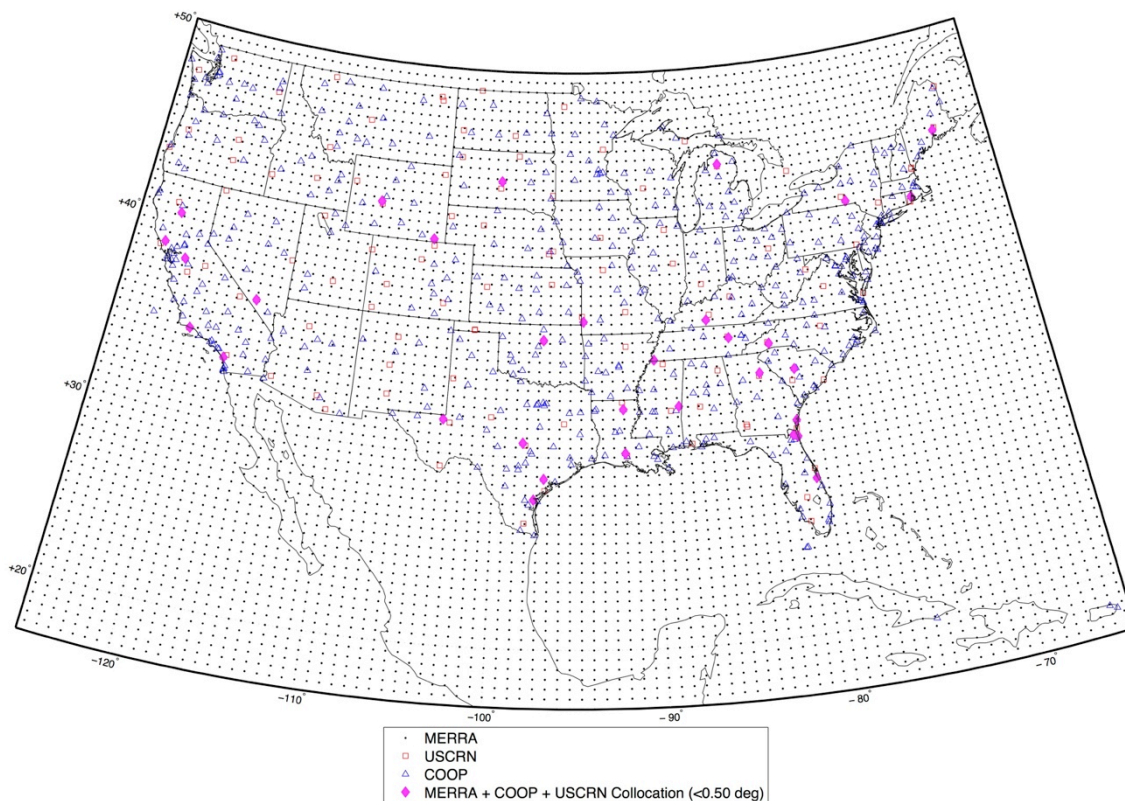 +50°
+40°
+30°
+20°
−120°
−110°
−100°
−90°
−80°
−70°
MERRA
USCRN
COOP
MERRA + COOP + USCRN Collocation (<0.50 deg)